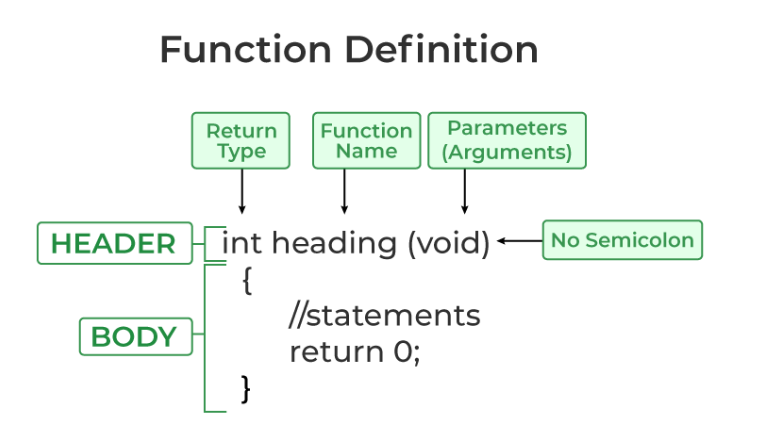 Function Definition
Return
Type
Function
Name
Parameters
(Arguments)
HEADER
int heading (void)
No Semicolon
{
BODY
//statements
return 0;
}